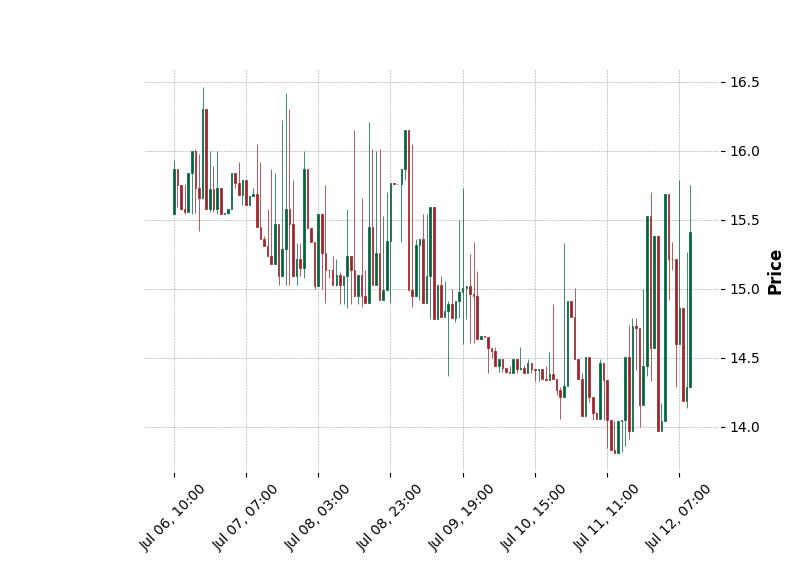 16.5
16.0
15.5
15.0
14.5
14.0
Price
Jul 06, 10:00
Jul 07, 07:00
Jul 08, 03:00
Jul 08, 23:00
Jul 09, 19:00
Jul 10, 15:00
Jul 11, 11:00
Jul 12, 07:00